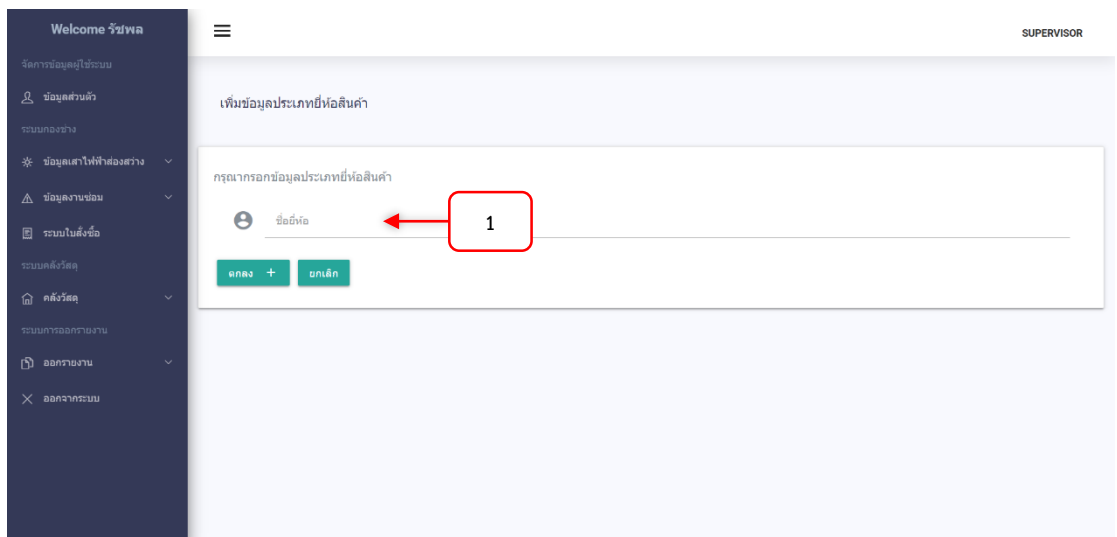 Welcome รัชพล
SUPERVISOR
จัดการข้อมูลผู้ใช้ระบบ
ข้อมูลส่วนตัว
ระบบกองช่าง
ข้อมูลเสาไฟฟ้าส่องสว่าง
ข้อมูลงานซ่อม
ระบบใบสั่งซื้อ
ระบบคลังวัสดุ
คลังวัสดุ
ระบบการออกรายงาน
ออกรายงาน
ออกจากระบบ
เพิ่มข้อมูลประเภทยี่ห้อสินค้า
กรุณากรอกข้อมูลประเภทยี่ห้อสินค้า
ชื่อยี่ห้อ
1
ตกลง +
ยกเลิก